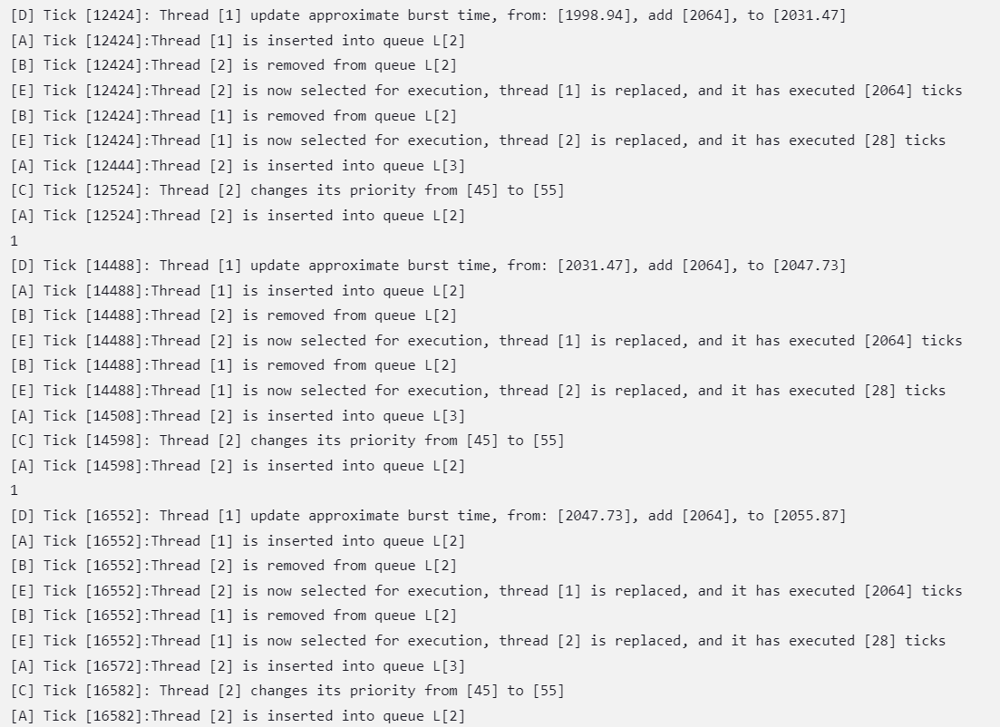 [D] Tick [12424]: Thread [1] update approximate burst time, from: [1998.94], add [2064], to [2031.47]
[A] Tick [12424]:Thread [1] is inserted into queue L[2]
[B] Tick [12424]:Thread [2] is removed from queue L[2]
[E] Tick [12424]:Thread [2] is now selected for execution, thread [1] is replaced, and it has executed [2064] ticks
[B] Tick [12424]:Thread [1] is removed from queue L[2]
[E] Tick [12424]:Thread [1] is now selected for execution, thread [2] is replaced, and it has executed [28] ticks
[A] Tick [12444]:Thread [2] is inserted into queue L[3]
[C] Tick [12524]: Thread [2] changes its priority from [45] to [55]
[A] Tick [12524]:Thread [2] is inserted into queue L[2]
1
[D] Tick [14488]: Thread [1] update approximate burst time, from: [2031.47], add [2064], to [2047.73]
[A] Tick [14488]:Thread [1] is inserted into queue L[2]
[B] Tick [14488]:Thread [2] is removed from queue L[2]
[E] Tick [14488]:Thread [2] is now selected for execution, thread [1] is replaced, and it has executed [2064] ticks
[B] Tick [14488]:Thread [1] is removed from queue L[2]
[E] Tick [14488]:Thread [1] is now selected for execution, thread [2] is replaced, and it has executed [28] ticks
[A] Tick [14508]:Thread [2] is inserted into queue L[3]
[C] Tick [14598]: Thread [2] changes its priority from [45] to [55]
[A] Tick [14598]:Thread [2] is inserted into queue L[2]
1
[D] Tick [16552]: Thread [1] update approximate burst time, from: [2047.73], add [2064], to [2055.87]
[A] Tick [16552]:Thread [1] is inserted into queue L[2]
[B] Tick [16552]:Thread [2] is removed from queue L[2]
[E] Tick [16552]:Thread [2] is now selected for execution, thread [1] is replaced, and it has executed [2064] ticks
[B] Tick [16552]:Thread [1] is removed from queue L[2]
[E] Tick [16552]:Thread [1] is now selected for execution, thread [2] is replaced, and it has executed [28] ticks
[A] Tick [16572]:Thread [2] is inserted into queue L[3]
[C] Tick [16582]: Thread [2] changes its priority from [45] to [55]
[A] Tick [16582]:Thread [2] is inserted into queue L[2]